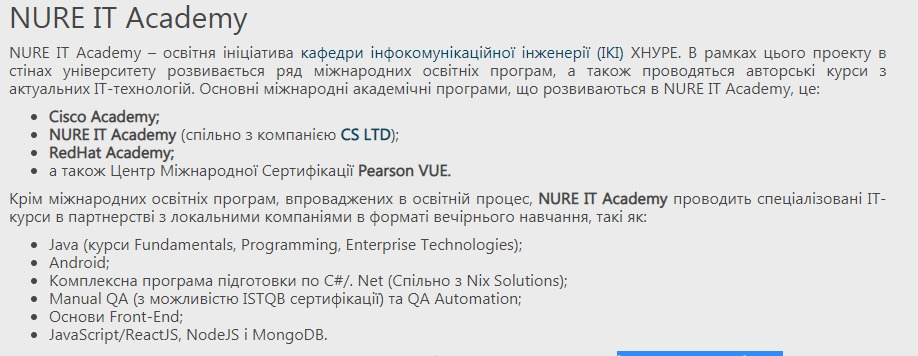 NURE IT Academy
NURE IT Academy – освітня ініціатива кафедри інфокомунікаційної інженерії (ІКІ) ХНУРЕ. В рамках цього проекту в
стінах університету розвивається ряд міжнародних освітніх програм, а також проводяться авторські курси з
актуальних ІТ-технологій. Основні міжнародні академічні програми, що розвиваються в NURE IT Academy, це:
• Cisco Academy;
• NURE IT Academy (спільно з компанією CS LTD);
• RedHat Academy;
• а також Центр Міжнародної Сертифікації Pearson VUE.
Крім міжнародних освітніх програм, впроваджених в освітній процес, NURE IT Academy проводить спеціалізовані ІТ-
курси в партнерстві з локальними компаніями в форматі вечірнього навчання, такі як:
• Java (курси Fundamentals, Programming, Enterprise Technologies);
• Android;
• Комплексна програма підготовки по C#/. Net (Спільно з Nix Solutions);
• Manual QA (з можливістю ISTQB сертифікації) та QA Automation;
• Основи Front-End;
• JavaScript/ReactJS, NodeJS і MongoDB.